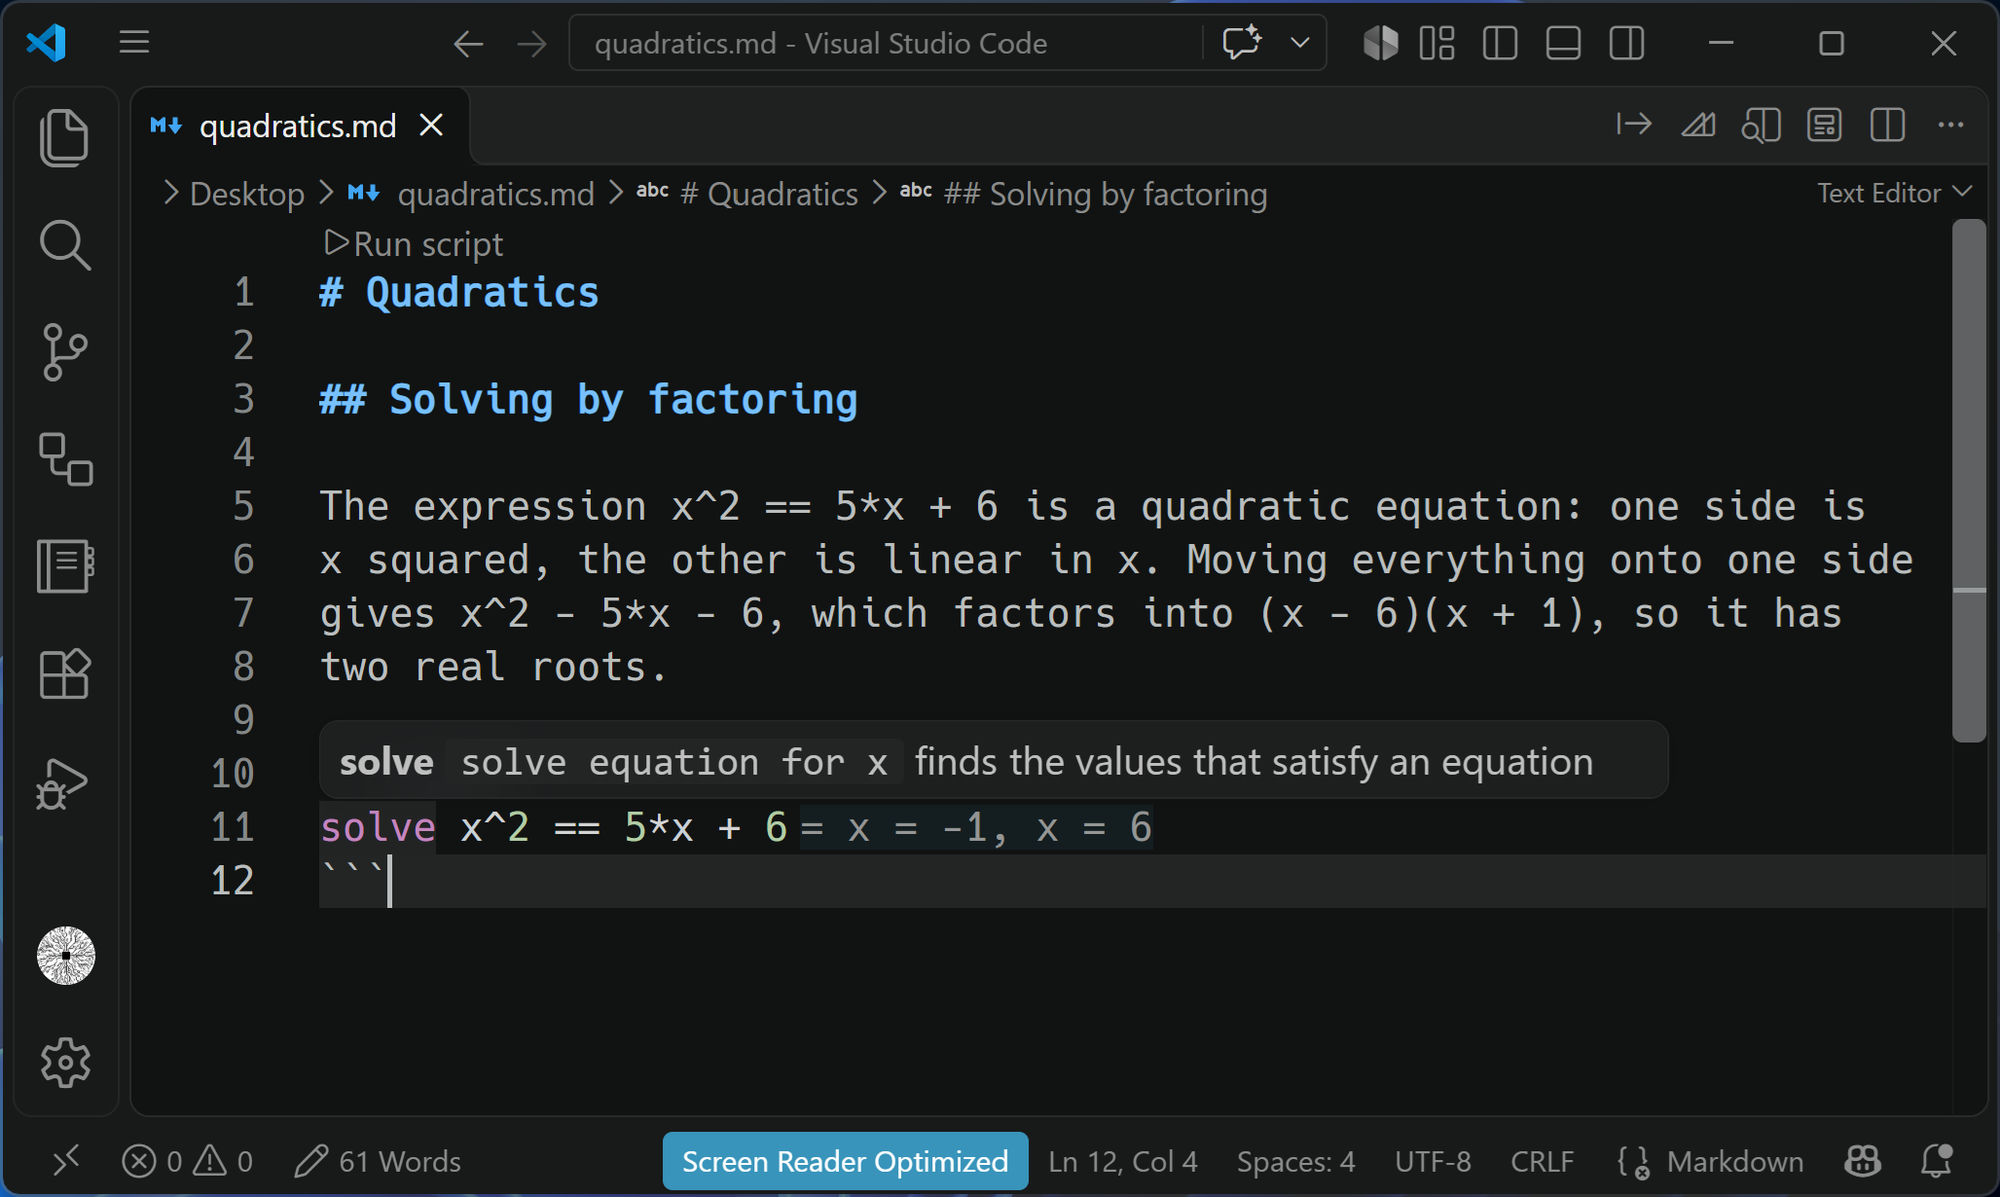 quadratics.md - Visual Studio Code
quadratics.md
Desktop > quadratics.md > abc # Quadratics > abc ## Solving by factoring
Text Editor
Run script
1 # Quadratics
2
3 ## Solving by factoring
4
5 The expression x^2 == 5*x + 6 is a quadratic equation: one side is
6 x squared, the other is linear in x. Moving everything onto one side
7 gives x^2 - 5*x - 6, which factors into (x - 6)(x + 1), so it has
8 two real roots.
9
solve solve equation for x finds the values that satisfy an equation
10
11 solve x^2 == 5*x + 6 = x = -1, x = 6
12 ```
0 0 61 Words Screen Reader Optimized Ln 12, Col 4 Spaces: 4 UTF-8 CRLF Markdown